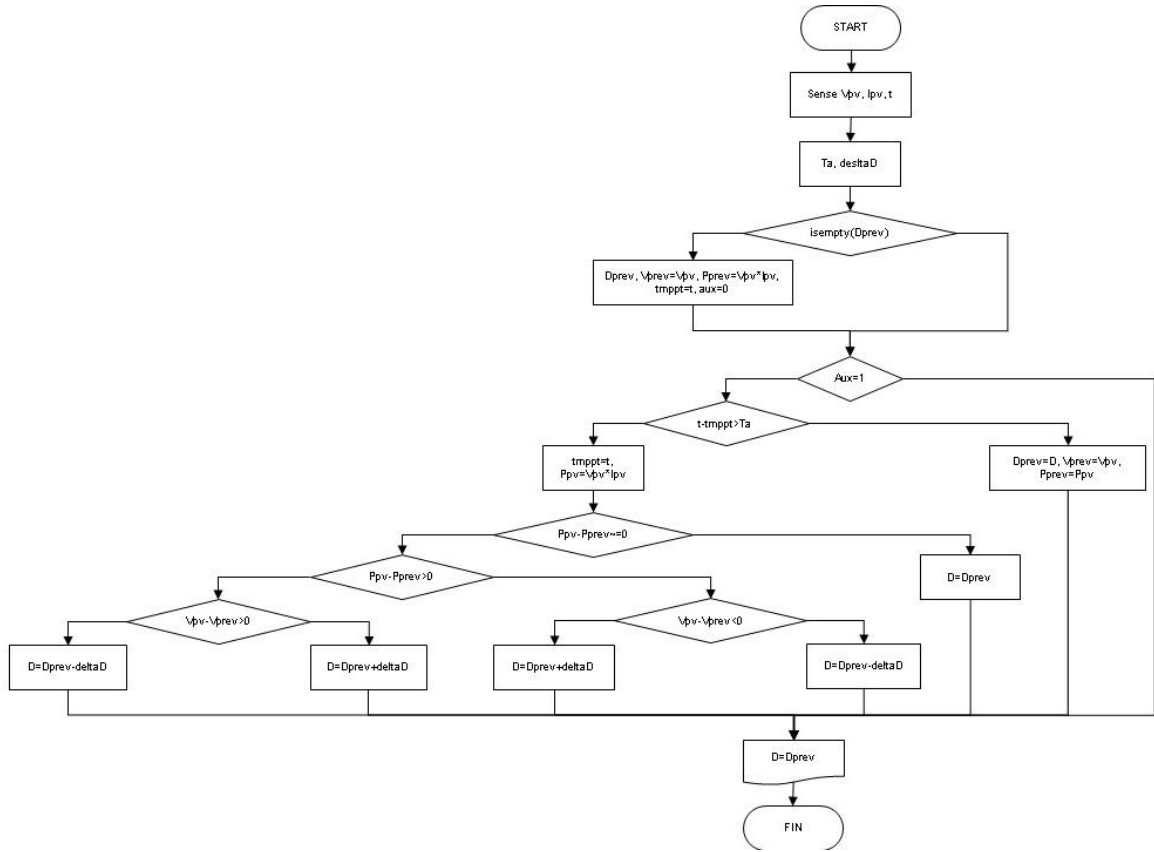 START
Sense Vpv, Ipv, t
Ta, desltaD
isempty(Dprev)
Dprev, Vprev=Vpv, Pprev=Vpv*Ipv,
tmppt=t, aux=0
Aux=1
t-tmppt>Ta
tmppt=t,
Ppv=Vpv*Ipv
Dprev=D, Vprev=Vpv,
Pprev=Ppv
Ppv-Pprev~=0
Ppv-Pprev>0
D=Dprev
Vpv-Vprev>0
Vpv-Vprev<0
D=Dprev-deltaD
D=Dprev+deltaD
D=Dprev+deltaD
D=Dprev-deltaD
D=Dprev
FIN